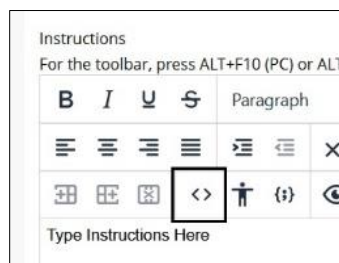 Instructions
For the toolbar, press ALT+F10 (PC) or ALT
B I U S Paragraph
Type Instructions Here